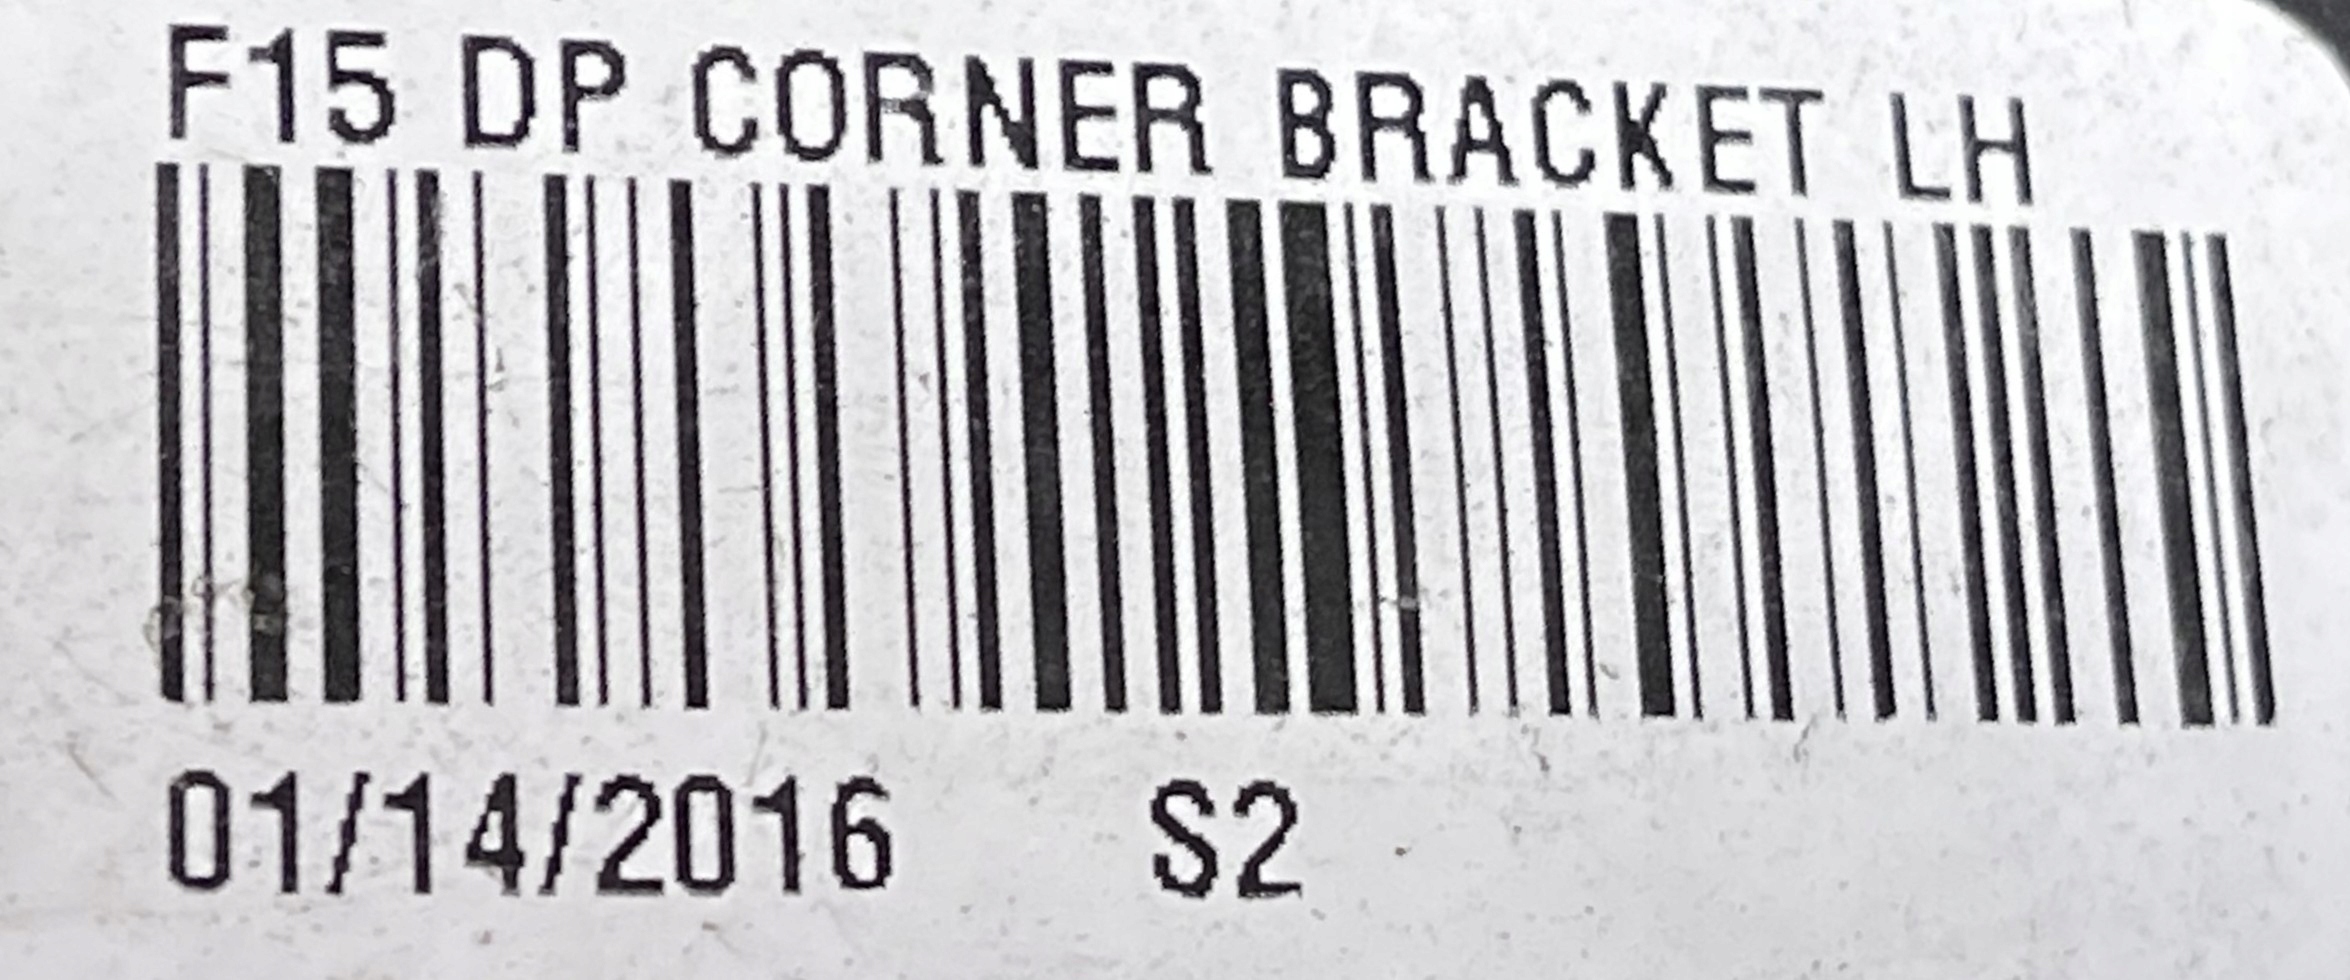 F15 DP CORNER BRACKET LH
01/14/2016 S2